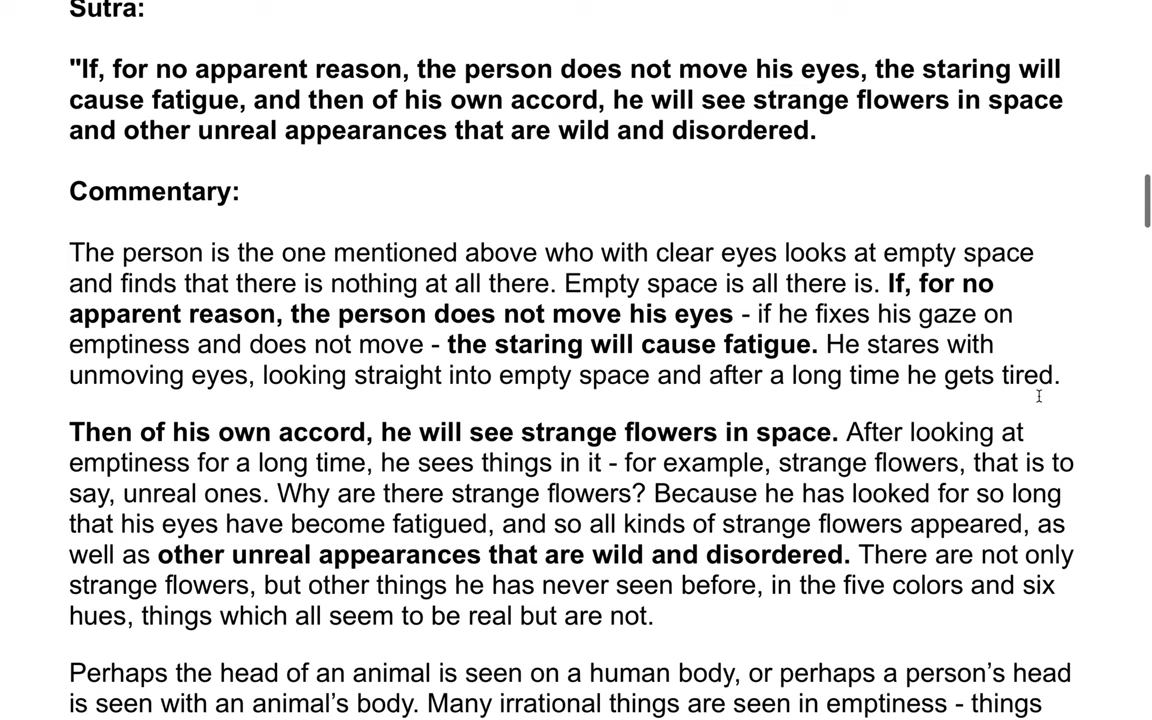 Sutra:
"If, for no apparent reason, the person does not move his eyes, the staring will
cause fatigue, and then of his own accord, he will see strange flowers in space
and other unreal appearances that are wild and disordered.
Commentary:
The person is the one mentioned above who with clear eyes looks at empty space
and finds that there is nothing at all there. Empty space is all there is. If, for no
apparent reason, the person does not move his eyes - if he fixes his gaze on
emptiness and does not move - the staring will cause fatigue. He stares with
unmoving eyes, looking straight into empty space and after a long time he gets tired.
Then of his own accord, he will see strange flowers in space. After looking at
emptiness for a long time, he sees things in it - for example, strange flowers, that is to
say, unreal ones. Why are there strange flowers? Because he has looked for so long
that his eyes have become fatigued, and so all kinds of strange flowers appeared, as
well as other unreal appearances that are wild and disordered. There are not only
strange flowers, but other things he has never seen before, in the five colors and six
hues, things which all seem to be real but are not.
Perhaps the head of an animal is seen on a human body, or perhaps a person’s head
is seen with an animal’s body. Many irrational things are seen in emptiness - things